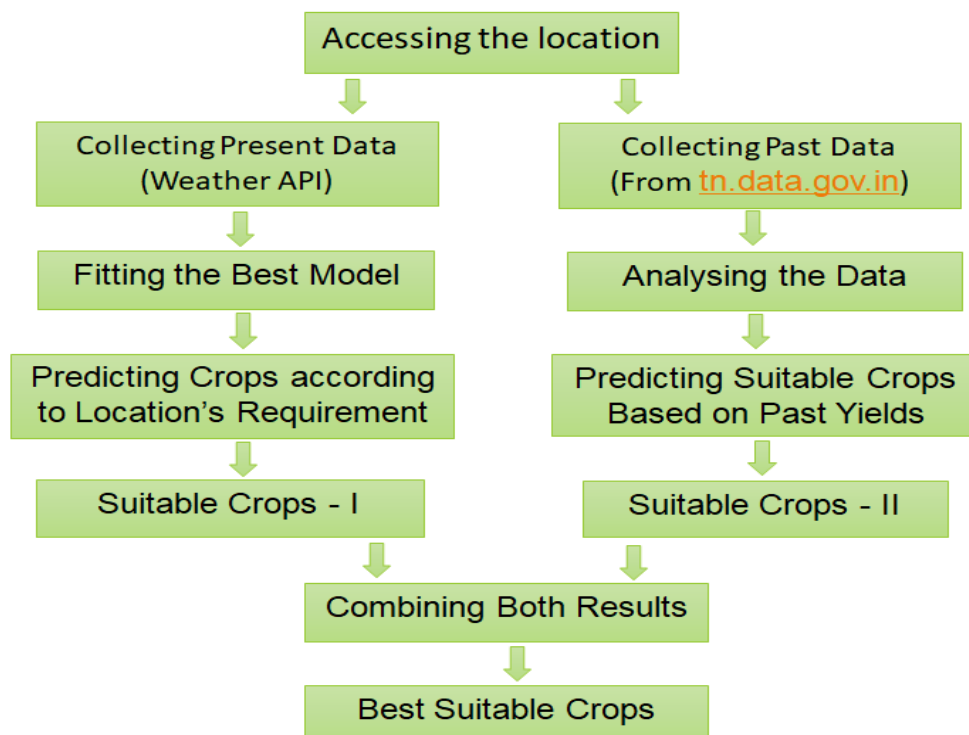 Accessing the location
Collecting Present Data
(Weather API)
Collecting Past Data
(From tn.data.gov.in)
Fitting the Best Model
Analysing the Data
Predicting Crops according
to Location's Requirement
Predicting Suitable Crops
Based on Past Yields
Suitable Crops - I
Suitable Crops - II
Combining Both Results
Best Suitable Crops